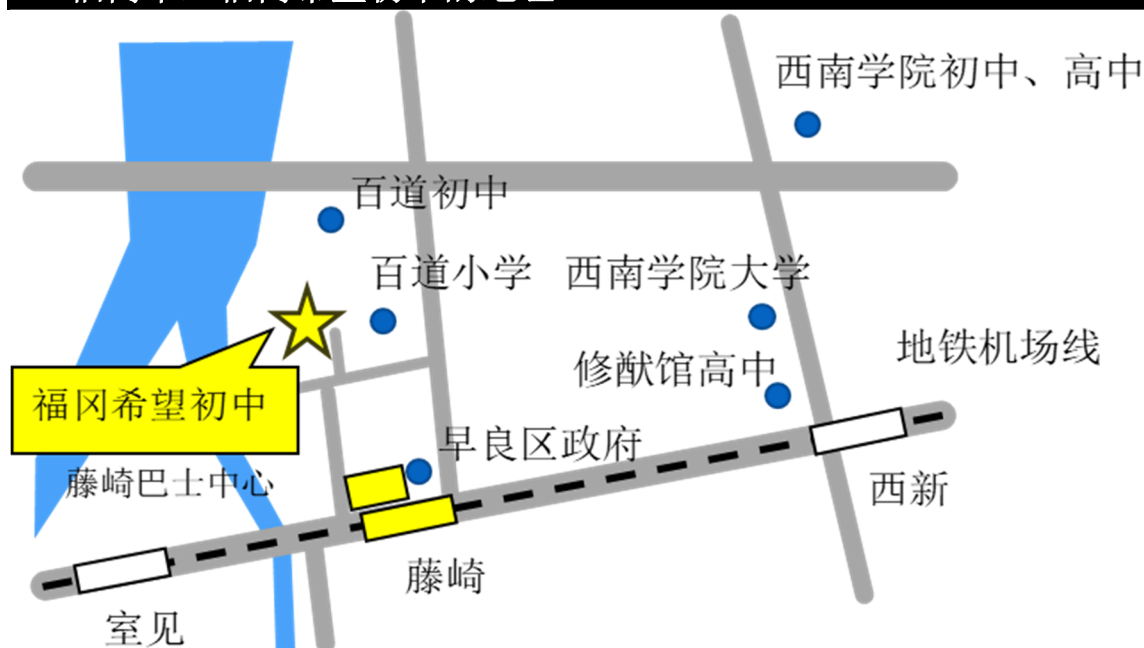 西南学院初中、高中
百道初中
百道小学
西南学院大学
地铁机场线
修猷馆高中
福冈希望初中
早良区政府
藤崎巴士中心
西新
藤崎
室见